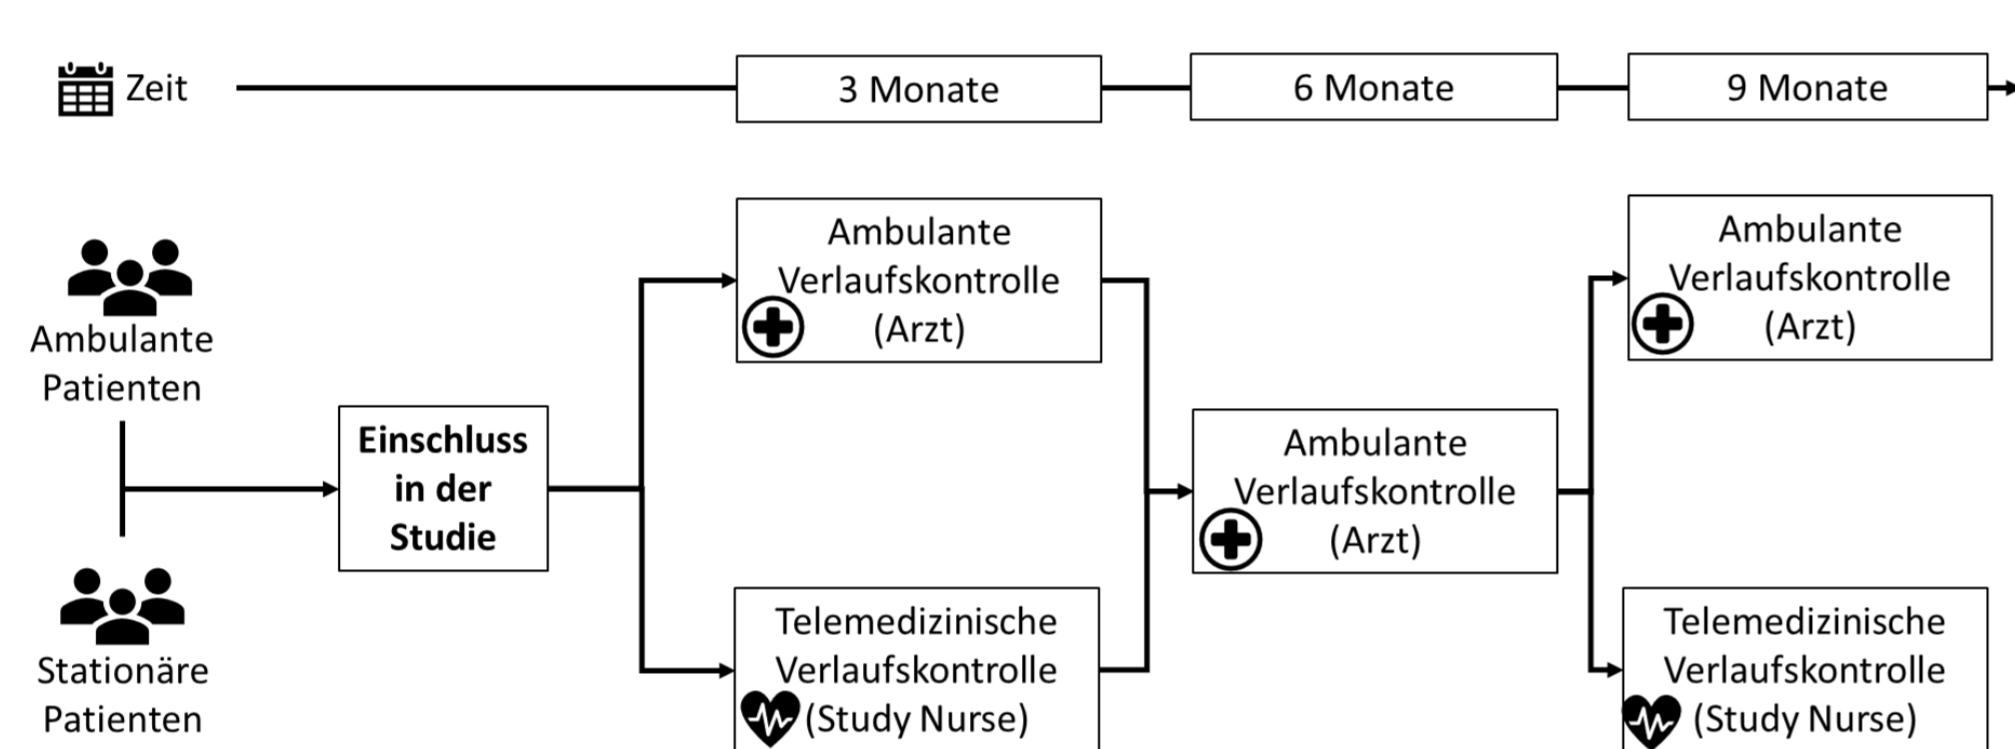 Zeit
3 Monate
6 Monate
9 Monate
Ambulante
Patienten
Stationäre
Patienten
Einschluss
in der
Studie
Ambulante
Verlaufskontrolle
(Arzt)
Telemedizinische
Verlaufskontrolle
(Study Nurse)
Ambulante
Verlaufskontrolle
(Arzt)
Ambulante
Verlaufskontrolle
(Arzt)
Telemedizinische
Verlaufskontrolle
(Study Nurse)